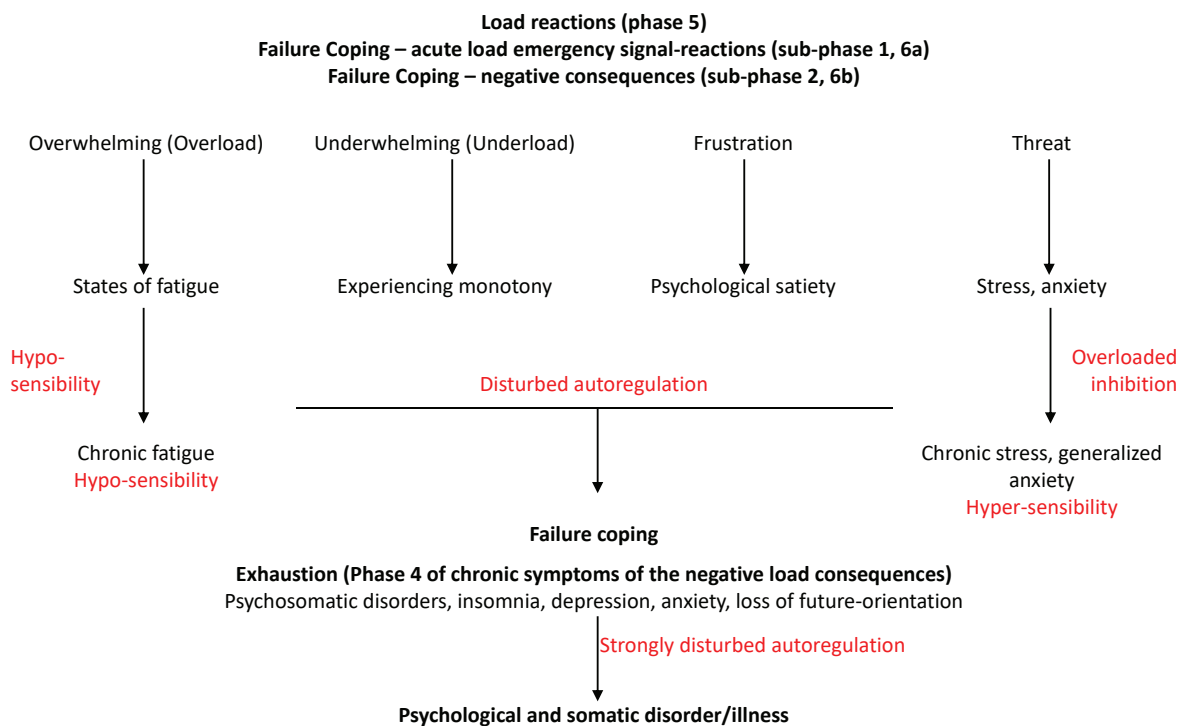 Load reactions (phase 5)
Failure Coping – acute load emergency signal-reactions (sub-phase 1, 6a)
Failure Coping – negative consequences (sub-phase 2, 6b)
Overwhelming (Overload)
Underwhelming (Underload)
Frustration
Threat
States of fatigue
Experiencing monotony
Psychological satiety
Stress, anxiety
Hypo-
sensibility
Disturbed autoregulation
Overloaded
inhibition
Chronic fatigue
Hypo-sensibility
Chronic stress, generalized
anxiety
Hyper-sensibility
Failure coping
Exhaustion (Phase 4 of chronic symptoms of the negative load consequences)
Psychosomatic disorders, insomnia, depression, anxiety, loss of future-orientation
Strongly disturbed autoregulation
Psychological and somatic disorder/illness